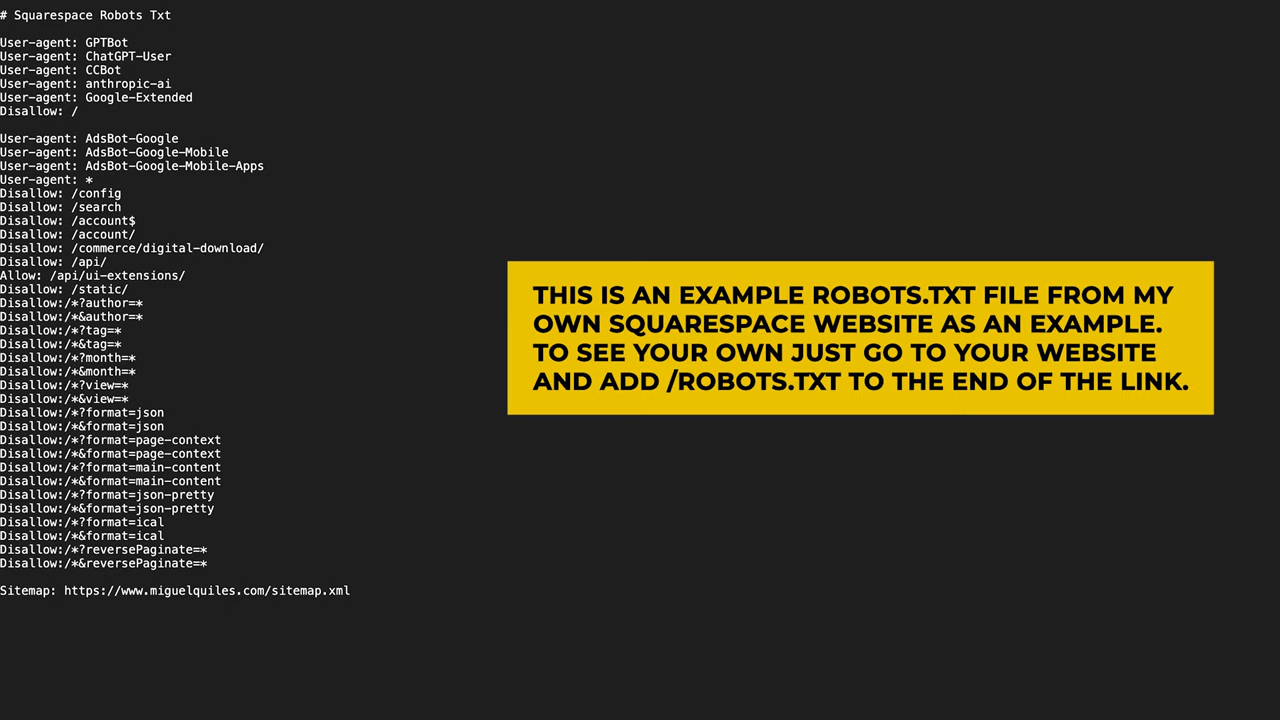 # Squarespace Robots Txt
User-agent: GPTBot
User-agent: ChatGPT-User
User-agent: CCBot
User-agent: anthropic-ai
User-agent: Google-Extended
Disallow: /
User-agent: AdsBot-Google
User-agent: AdsBot-Google-Mobile
User-agent: AdsBot-Google-Mobile-Apps
User-agent: *
Disallow: /config
Disallow: /search
Disallow: /account$
Disallow: /account/
Disallow: /commerce/digital-download/
Disallow: /api/
Allow: /api/ui-extensions/
Disallow: /static/
Disallow:/*?author=*
Disallow:/*&author=*
Disallow:/*?tag=*
Disallow:/*&tag=*
Disallow:/*?month=*
Disallow:/*&month=*
Disallow:/*?view=*
Disallow:/*&view=*
Disallow:/*?format=json
Disallow:/*&format=json
Disallow:/*?format=page-context
Disallow:/*&format=page-context
Disallow:/*?format=main-content
Disallow:/*&format=main-content
Disallow:/*?format=json-pretty
Disallow:/*&format=json-pretty
Disallow:/*?format=ical
Disallow:/*&format=ical
Disallow:/*?reversePaginate=*
Disallow:/*&reversePaginate=*
Sitemap: https://www.miguelquiles.com/sitemap.xml
THIS IS AN EXAMPLE ROBOTS.TXT FILE FROM MY
OWN SQUARESPACE WEBSITE AS AN EXAMPLE.
TO SEE YOUR OWN JUST GO TO YOUR WEBSITE
AND ADD /ROBOTS.TXT TO THE END OF THE LINK.